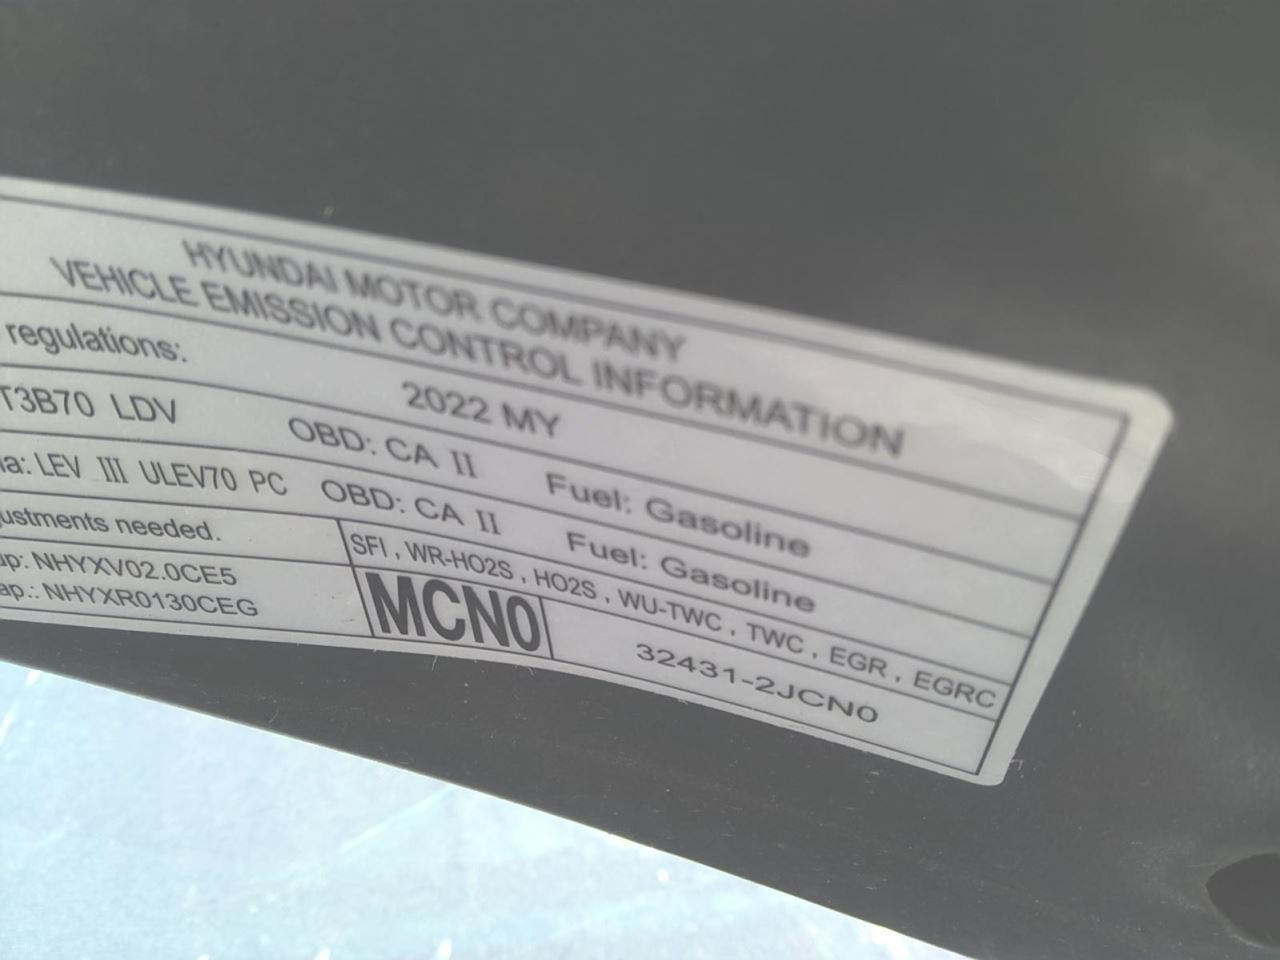 HYUNDAI MOTOR COMPANY
VEHICLE EMISSION CONTROL INFORMATION
regulations: 2022 MY
T3B70 LDV OBD: CA II Fuel: Gasoline
ia: LEV III ULEV70 PC OBD: CA II Fuel: Gasoline
ustments needed. SFI , WR-HO2S , HO2S , WU-TWC , TWC , EGR , EGRC
up: NHYXV02.0CE5
ap.: NHYXR0130CEG
MCN0 32431-2JCN0